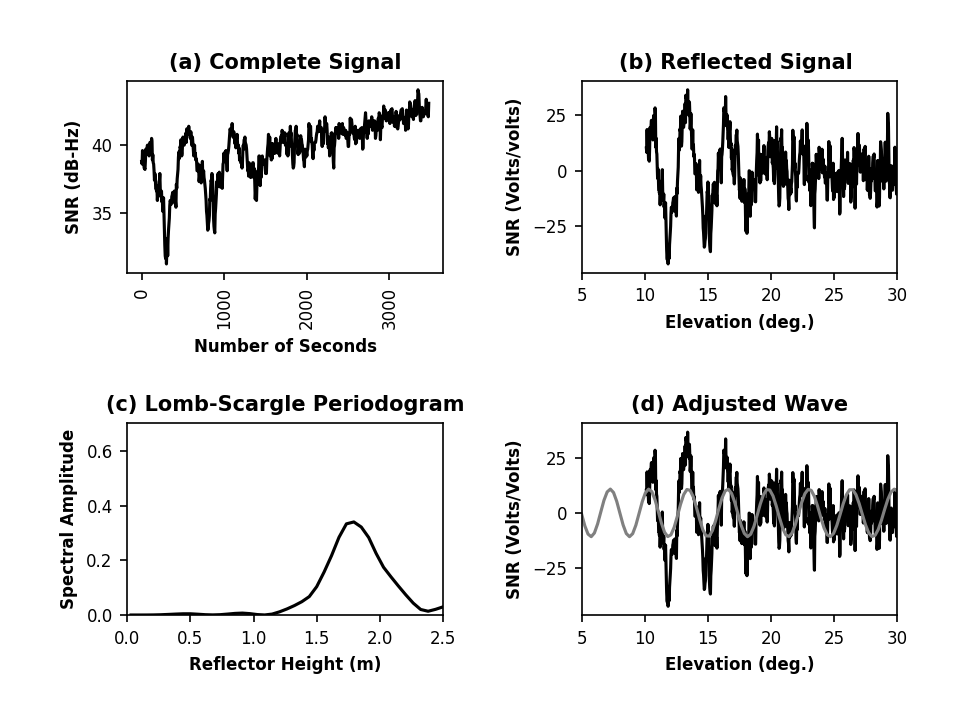 (a) Complete Signal
SNR (dB-Hz)
40
35
0
1000
2000
3000
Number of Seconds
(b) Reflected Signal
SNR (Volts/volts)
25
0
−25
5 10 15 20 25 30
Elevation (deg.)
(c) Lomb-Scargle Periodogram
Spectral Amplitude
0.6
0.4
0.2
0.0
0.0 0.5 1.0 1.5 2.0 2.5
Reflector Height (m)
(d) Adjusted Wave
SNR (Volts/Volts)
25
0
−25
5 10 15 20 25 30
Elevation (deg.)